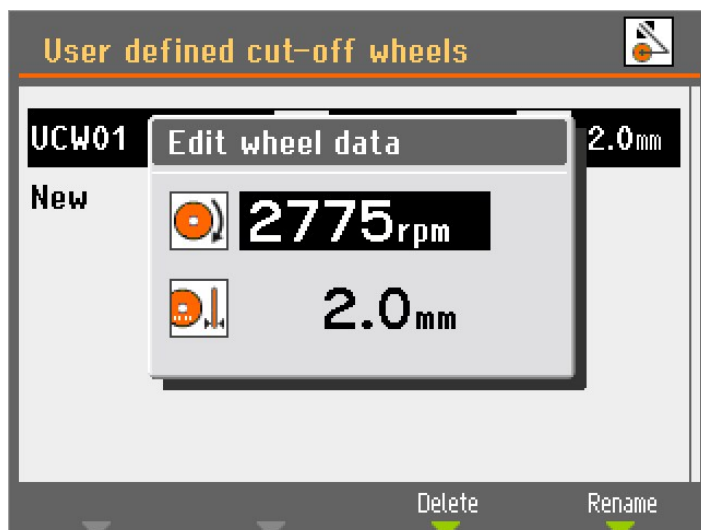 User defined cut-off wheels
UCW01 2.0mm
Edit wheel data
New
2775rpm
2.0mm
Delete Rename